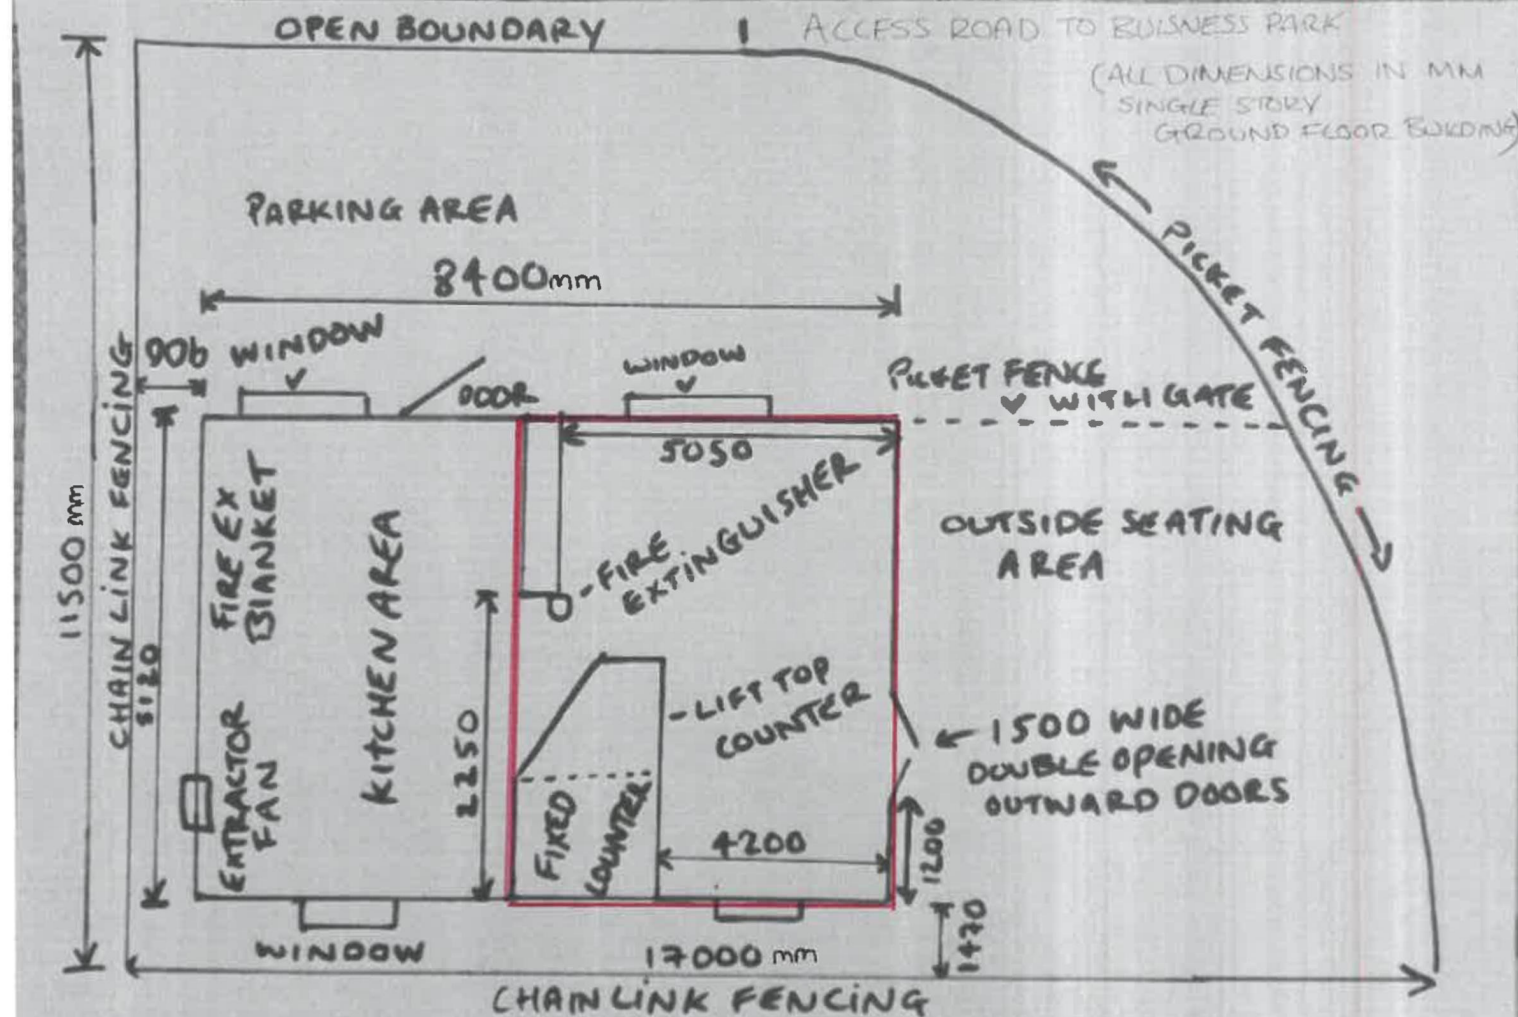 OPEN BOUNDARY
ACCESS ROAD TO BUISNESS PARK
(ALL DIMENSIONS IN MM
SINGLE STORY
GROUND FLOOR BUILDING)
PARKING AREA
8400mm
PICKET FENCING
900
WINDOW
DOOR
WINDOW
PICKET FENCE
WITH GATE
5050
11500 mm
CHAIN LINK FENCING
5120
FIRE EX
BLANKET
KITCHEN AREA
- FIRE
EXTINGUISHER
OUTSIDE SEATING
AREA
EXTRACTOR
FAN
2250
- LIFT TOP
COUNTER
1500 WIDE
DOUBLE OPENING
OUTWARD DOORS
FIXED
COUNTER
4200
1200
1470
WINDOW
17000 mm
CHAIN LINK FENCING